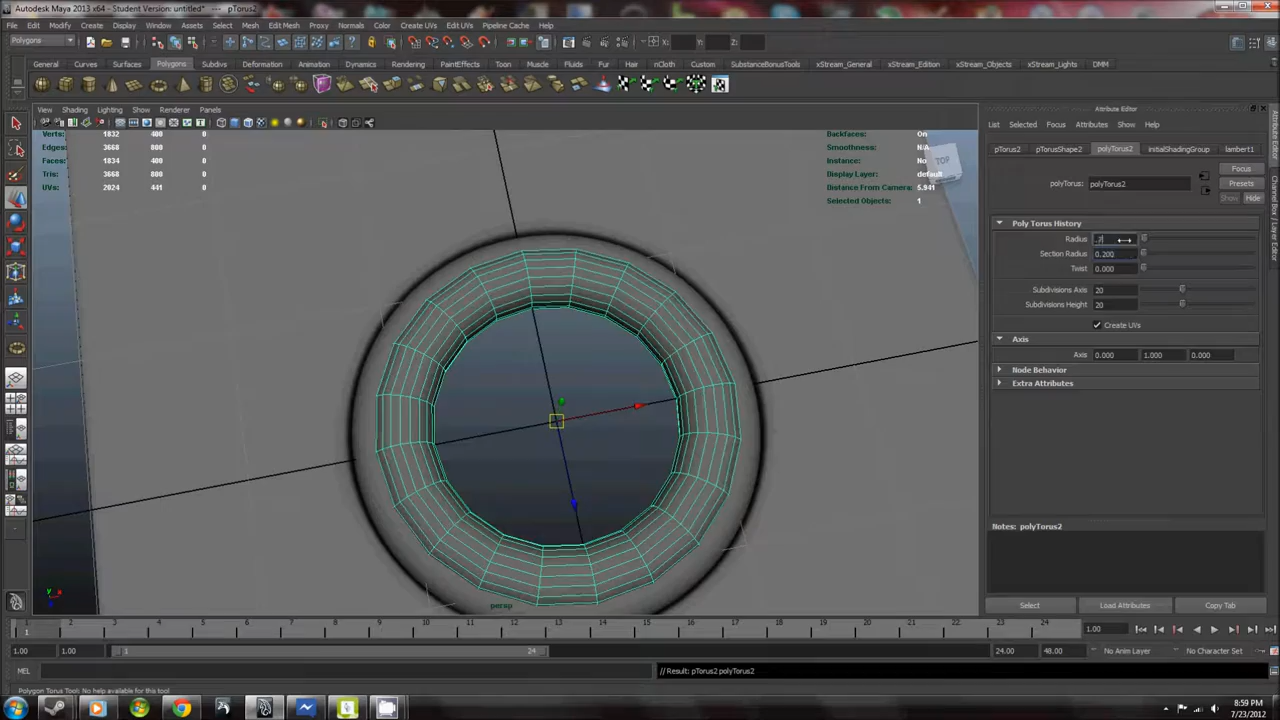 Autodesk Maya 2013 x64 - Student Version: untitled* --- pTorus2
File Edit Modify Create Display Window Assets Select Mesh Edit Mesh Proxy Normals Color Create UVs Edit UVs Pipeline Cache Help
Polygons X: Y: Z:
General Curves Surfaces Polygons Subdivs Deformation Animation Dynamics Rendering PaintEffects Toon Muscle Fluids Fur Hair nCloth Custom SubstanceBonusTools xStream_General xStream_Edition xStream_Objects xStream_Lights DMM
View Shading Lighting Show Renderer Panels
Attribute Editor
List Selected Focus Attributes Show Help
Verts: 1832 400 0
Edges: 3668 800 0
Faces: 1834 400 0
Tris: 3668 800 0
UVs: 2024 441 0
Backfaces: On
Smoothness: N/A
Instance: No
Display Layer: default
Distance From Camera: 5.941
Selected Objects: 1
TOP
pTorus2 pTorusShape2 polyTorus2 initialShadingGroup lambert1
Focus
polyTorus: polyTorus2 Presets
Show Hide
Poly Torus History
Radius .7
Section Radius 0.200
Twist 0.000
Subdivisions Axis 20
Subdivisions Height 20
Create UVs
Axis
Axis 0.000 1.000 0.000
Node Behavior
Extra Attributes
Notes: polyTorus2
Select Load Attributes Copy Tab
Attribute Editor
Channel Box / Layer Editor
y x z
persp
1 2 3 4 5 6 7 8 9 10 11 12 13 14 15 16 17 18 19 20 21 22 23 24
1 1.00
1.00 1.00 1 24 24.00 48.00 No Anim Layer No Character Set
MEL // Result: pTorus2 polyTorus2
Polygon Torus Tool: No help available for this tool
8:59 PM
7/23/2012